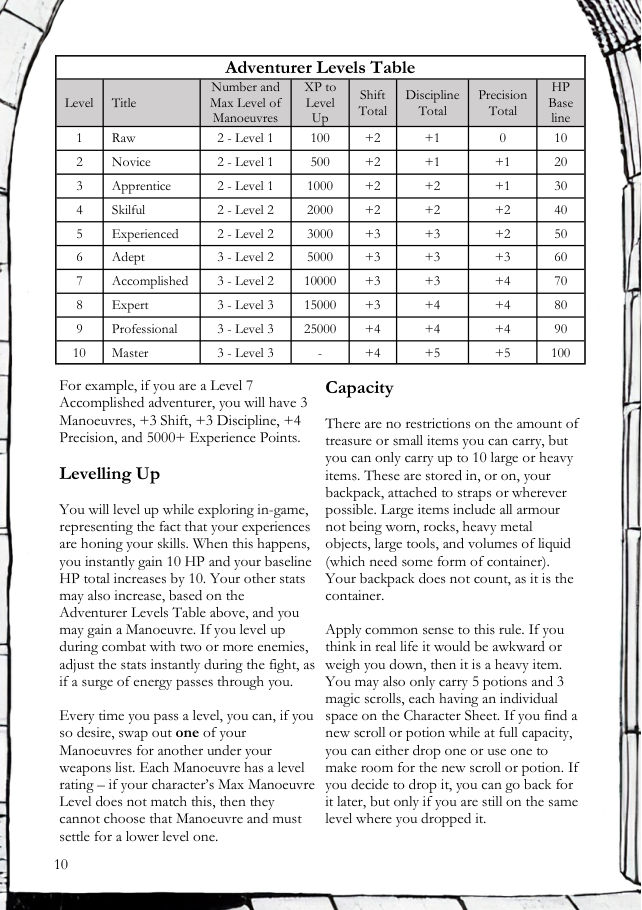 Adventurer Levels Table
Level Title Number and Max Level of Manoeuvres XP to Level Up Shift Total Discipline Total Precision Total HP Base line
1 Raw 2 - Level 1 100 +2 +1 0 10
2 Novice 2 - Level 1 500 +2 +1 +1 20
3 Apprentice 2 - Level 1 1000 +2 +2 +1 30
4 Skilful 2 - Level 2 2000 +2 +2 +2 40
5 Experienced 2 - Level 2 3000 +3 +3 +2 50
6 Adept 3 - Level 2 5000 +3 +3 +3 60
7 Accomplished 3 - Level 2 10000 +3 +3 +4 70
8 Expert 3 - Level 3 15000 +3 +4 +4 80
9 Professional 3 - Level 3 25000 +4 +4 +4 90
10 Master 3 - Level 3 - +4 +5 +5 100
For example, if you are a Level 7
Accomplished adventurer, you will have 3
Manoeuvres, +3 Shift, +3 Discipline, +4
Precision, and 5000+ Experience Points.
Levelling Up
You will level up while exploring in-game,
representing the fact that your experiences
are honing your skills. When this happens,
you instantly gain 10 HP and your baseline
HP total increases by 10. Your other stats
may also increase, based on the
Adventurer Levels Table above, and you
may gain a Manoeuvre. If you level up
during combat with two or more enemies,
adjust the stats instantly during the fight, as
if a surge of energy passes through you.
Every time you pass a level, you can, if you
so desire, swap out one of your
Manoeuvres for another under your
weapons list. Each Manoeuvre has a level
rating – if your character's Max Manoeuvre
Level does not match this, then they
cannot choose that Manoeuvre and must
settle for a lower level one.
Capacity
There are no restrictions on the amount of
treasure or small items you can carry, but
you can only carry up to 10 large or heavy
items. These are stored in, or on, your
backpack, attached to straps or wherever
possible. Large items include all armour
not being worn, rocks, heavy metal
objects, large tools, and volumes of liquid
(which need some form of container).
Your backpack does not count, as it is the
container.
Apply common sense to this rule. If you
think in real life it would be awkward or
weigh you down, then it is a heavy item.
You may also only carry 5 potions and 3
magic scrolls, each having an individual
space on the Character Sheet. If you find a
new scroll or potion while at full capacity,
you can either drop one or use one to
make room for the new scroll or potion. If
you decide to drop it, you can go back for
it later, but only if you are still on the same
level where you dropped it.
10